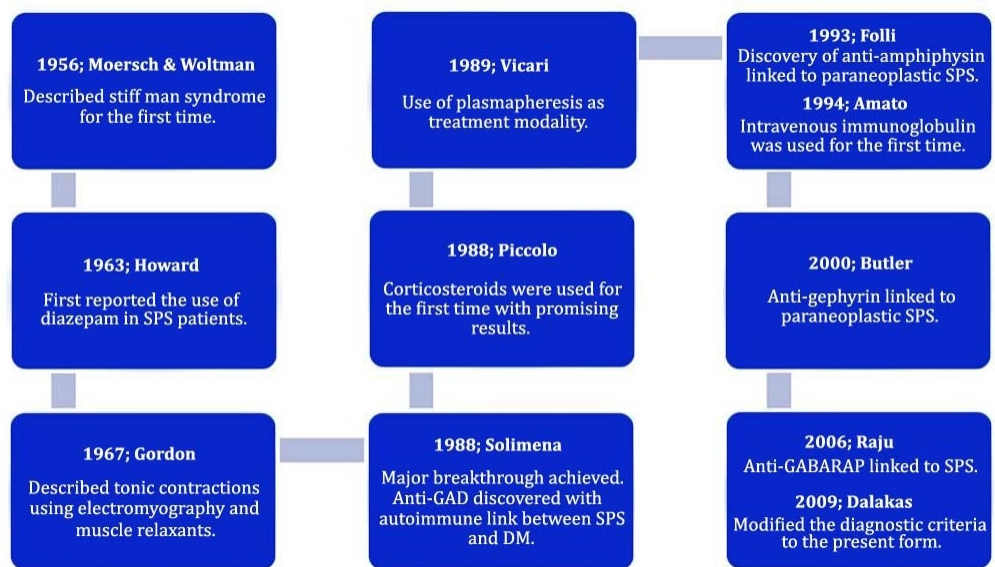 1956; Moersch & Woltman
Described stiff man syndrome
for the first time.
1963; Howard
First reported the use of
diazepam in SPS patients.
1967; Gordon
Described tonic contractions
using electromyography and
muscle relaxants.
1988; Solimena
Major breakthrough achieved.
Anti-GAD discovered with
autoimmune link between SPS
and DM.
1988; Piccolo
Corticosteroids were used for
the first time with promising
results.
1989; Vicari
Use of plasmapheresis as
treatment modality.
1993; Folli
Discovery of anti-amphiphysin
linked to paraneoplastic SPS.
1994; Amato
Intravenous immunoglobulin
was used for the first time.
2000; Butler
Anti-gephyrin linked to
paraneoplastic SPS.
2006; Raju
Anti-GABARAP linked to SPS.
2009; Dalakas
Modified the diagnostic criteria
to the present form.